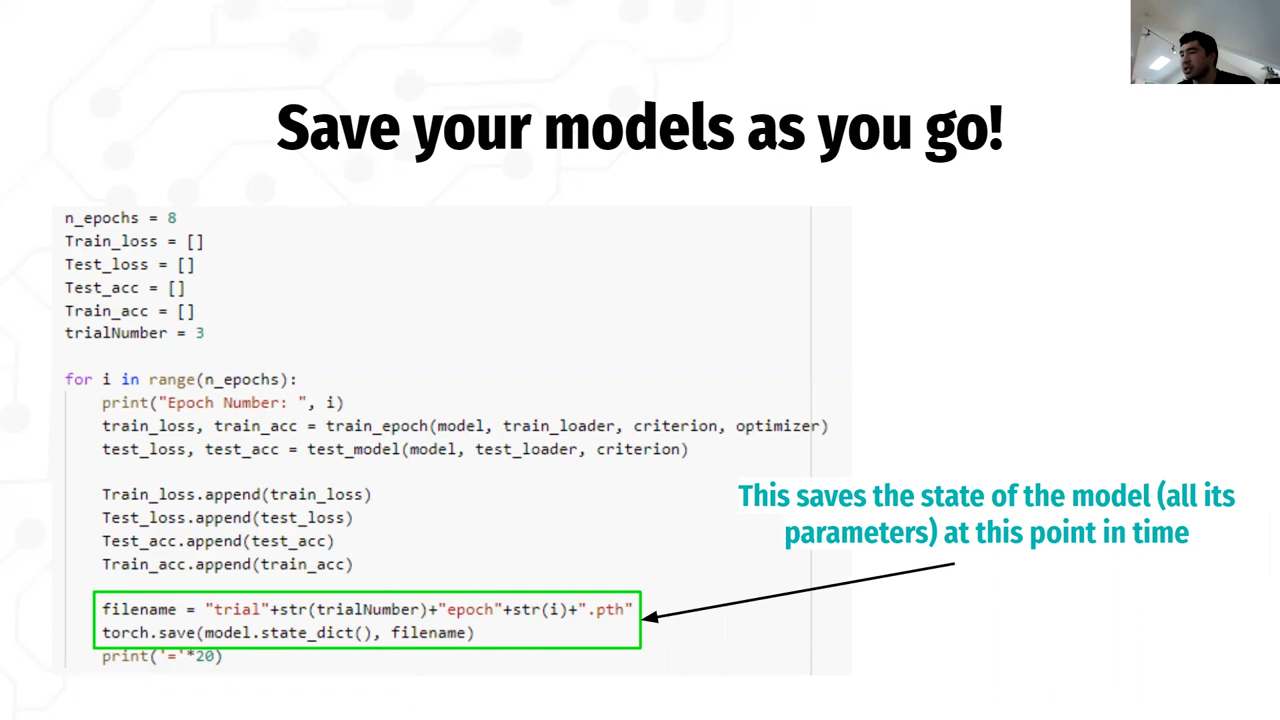 Save your models as you go!
n_epochs = 8
Train_loss = []
Test_loss = []
Test_acc = []
Train_acc = []
trialNumber = 3
for i in range(n_epochs):
print("Epoch Number: ", i)
train_loss, train_acc = train_epoch(model, train_loader, criterion, optimizer)
test_loss, test_acc = test_model(model, test_loader, criterion)
Train_loss.append(train_loss)
Test_loss.append(test_loss)
Test_acc.append(test_acc)
Train_acc.append(train_acc)
filename = "trial"+str(trialNumber)+"epoch"+str(i)+".pth"
torch.save(model.state_dict(), filename)
print('='*20)
This saves the state of the model (all its
parameters) at this point in time